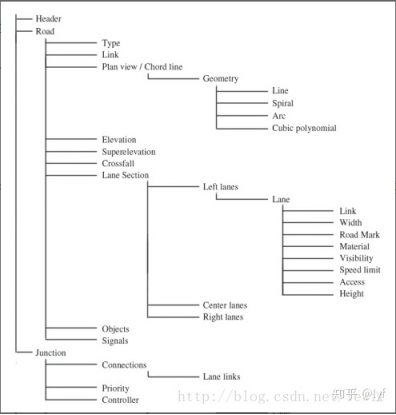 Header
Road
Type
Link
Plan view / Chord line
Geometry
Line
Spiral
Arc
Cubic polynomial
Elevation
Superelevation
Crossfall
Lane Section
Left lanes
Lane
Link
Width
Road Mark
Material
Visibility
Speed limit
Access
Height
Center lanes
Right lanes
Objects
Signals
Junction
Connections
Lane links
Priority
Controller
http://blog.csdn.net/
知乎